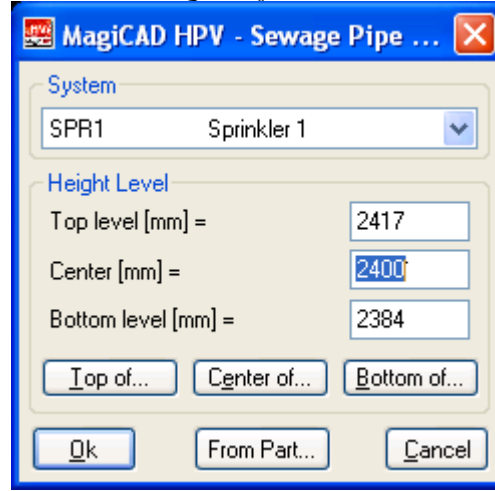 MagiCAD HPV - Sewage Pipe ...
System
SPR1 Sprinkler 1
Height Level
Top level [mm] = 2417
Center [mm] = 2400
Bottom level [mm] = 2384
Top of... Center of... Bottom of...
Ok From Part... Cancel